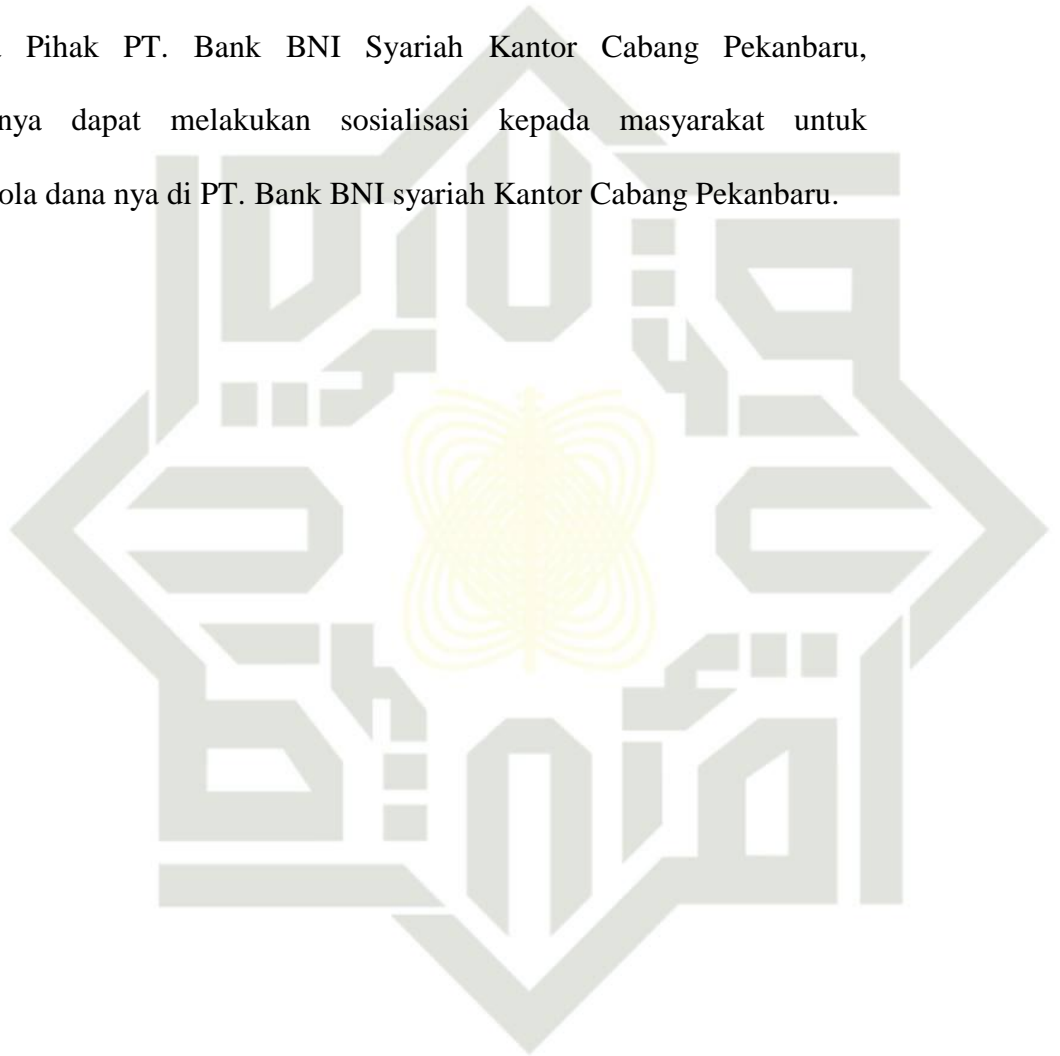 Pihak PT. Bank BNI Syariah Kantor Cabang Pekanbaru,
nya dapat melakukan sosialisasi kepada masyarakat untuk
ola dana nya di PT. Bank BNI syariah Kantor Cabang Pekanbaru.